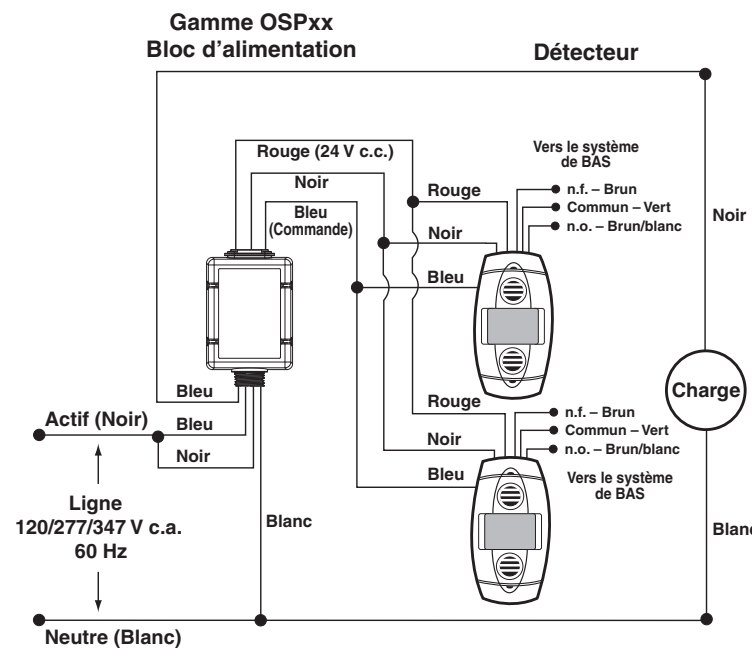 Gamme OSPxx
Bloc d'alimentation
Détecteur
Rouge (24 V c.c.)
Noir
Bleu
(Commande)
Vers le système
de BAS
Rouge
n.f. – Brun
Commun – Vert
n.o. – Brun/blanc
Noir
Noir
Bleu
Charge
Bleu
Actif (Noir)
Bleu
Noir
Rouge
n.f. – Brun
Commun – Vert
n.o. – Brun/blanc
Noir
Bleu
Vers le système
de BAS
Ligne
120/277/347 V c.a.
60 Hz
Blanc
Blanc
Neutre (Blanc)